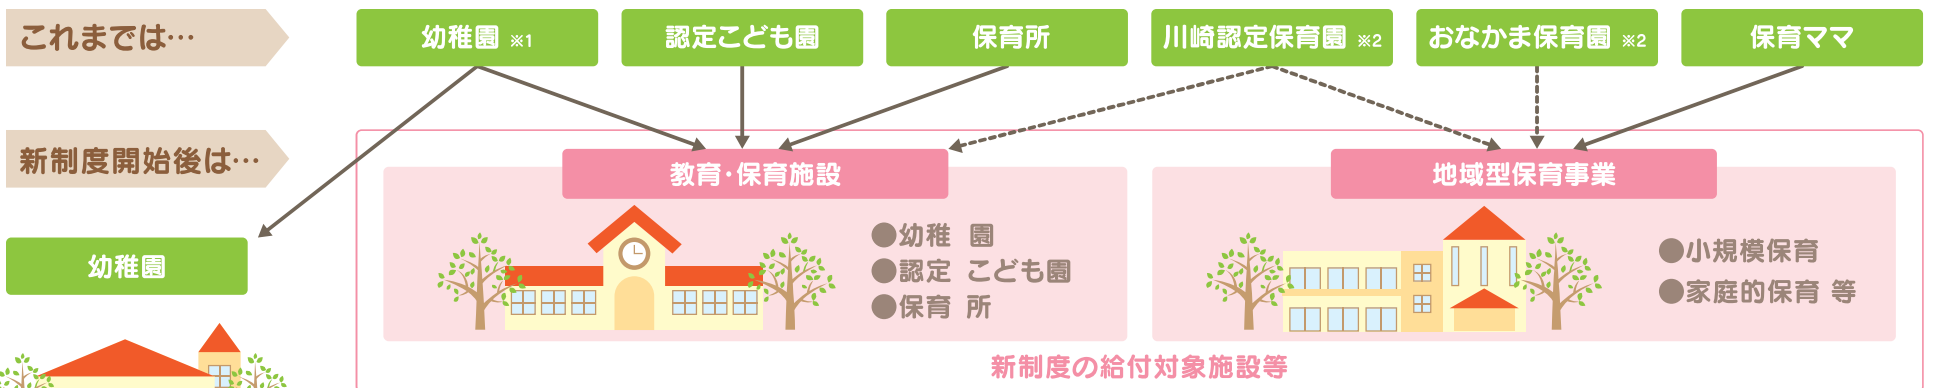 これまでは…
幼稚園 ※1
認定こども園
保育所
川崎認定保育園 ※2
おなかま保育園 ※2
保育ママ
新制度開始後は…
幼稚園
教育・保育施設
●幼稚 園
●認定 こども園
●保育 所
地域型保育事業
●小規模保育
●家庭的保育 等
新制度の給付対象施設等